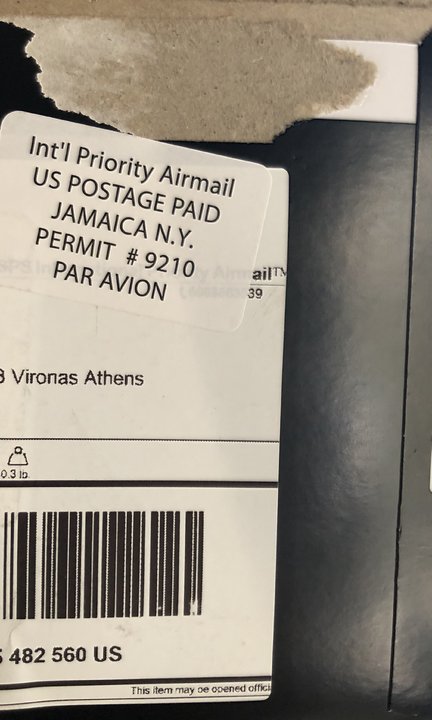 Int'l Priority Airmail
US POSTAGE PAID
JAMAICA N.Y.
PERMIT # 9210
PAR AVION
ail™
39
3 Vironas Athens
0.3 lb
5 482 560 US
This item may be opened offici